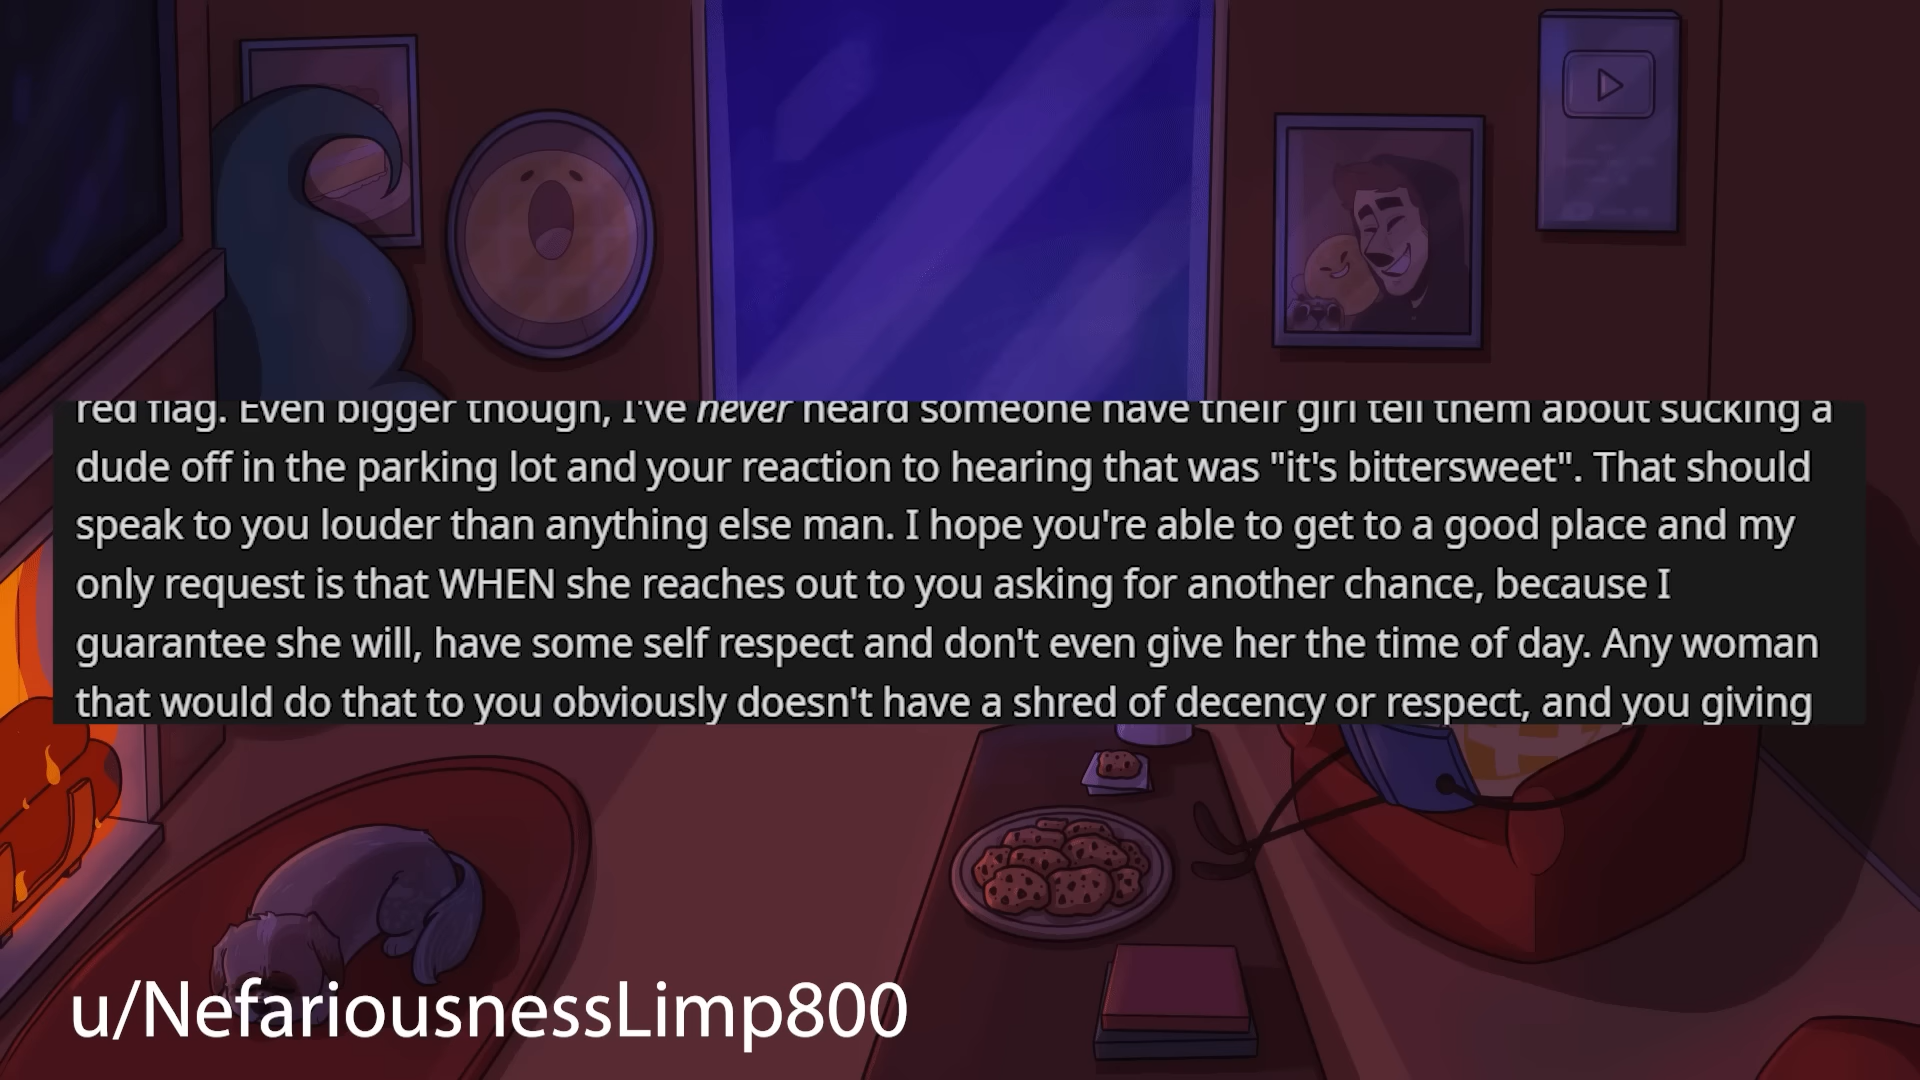 red flag. Even bigger though, I've never heard someone have their girl tell them about sucking a
dude off in the parking lot and your reaction to hearing that was "it's bittersweet". That should
speak to you louder than anything else man. I hope you're able to get to a good place and my
only request is that WHEN she reaches out to you asking for another chance, because I
guarantee she will, have some self respect and don't even give her the time of day. Any woman
that would do that to you obviously doesn't have a shred of decency or respect, and you giving
u/NefariousnessLimp800